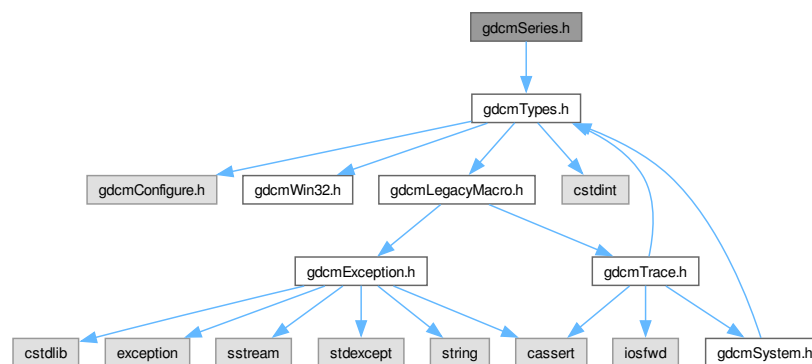 gdcmSeries.h
gdcmTypes.h
gdcmConfigure.h
gdcmWin32.h
gdcmLegacyMacro.h
cstdint
gdcmException.h
gdcmTrace.h
cstdlib
exception
sstream
stdexcept
string
cassert
iosfwd
gdcmSystem.h